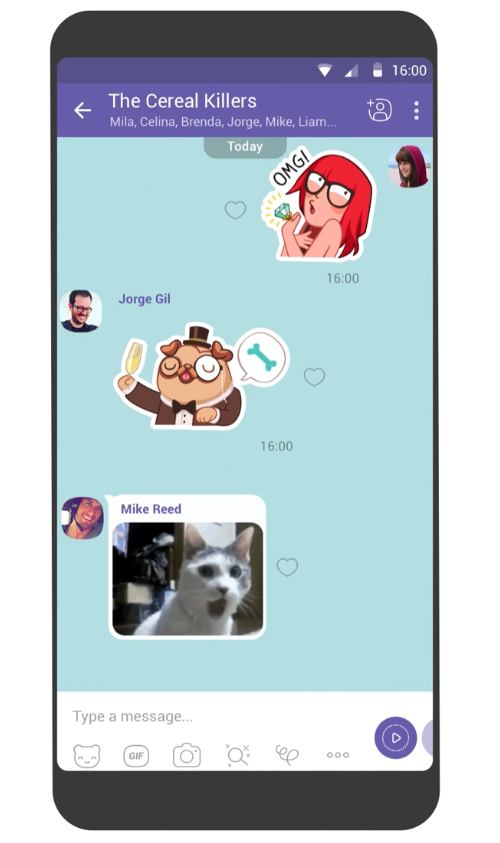 16:00
The Cereal Killers
Mila, Celina, Brenda, Jorge, Mike, Liam...
Today
OMG!
16:00
Jorge Gil
16:00
Mike Reed
Type a message...
GIF